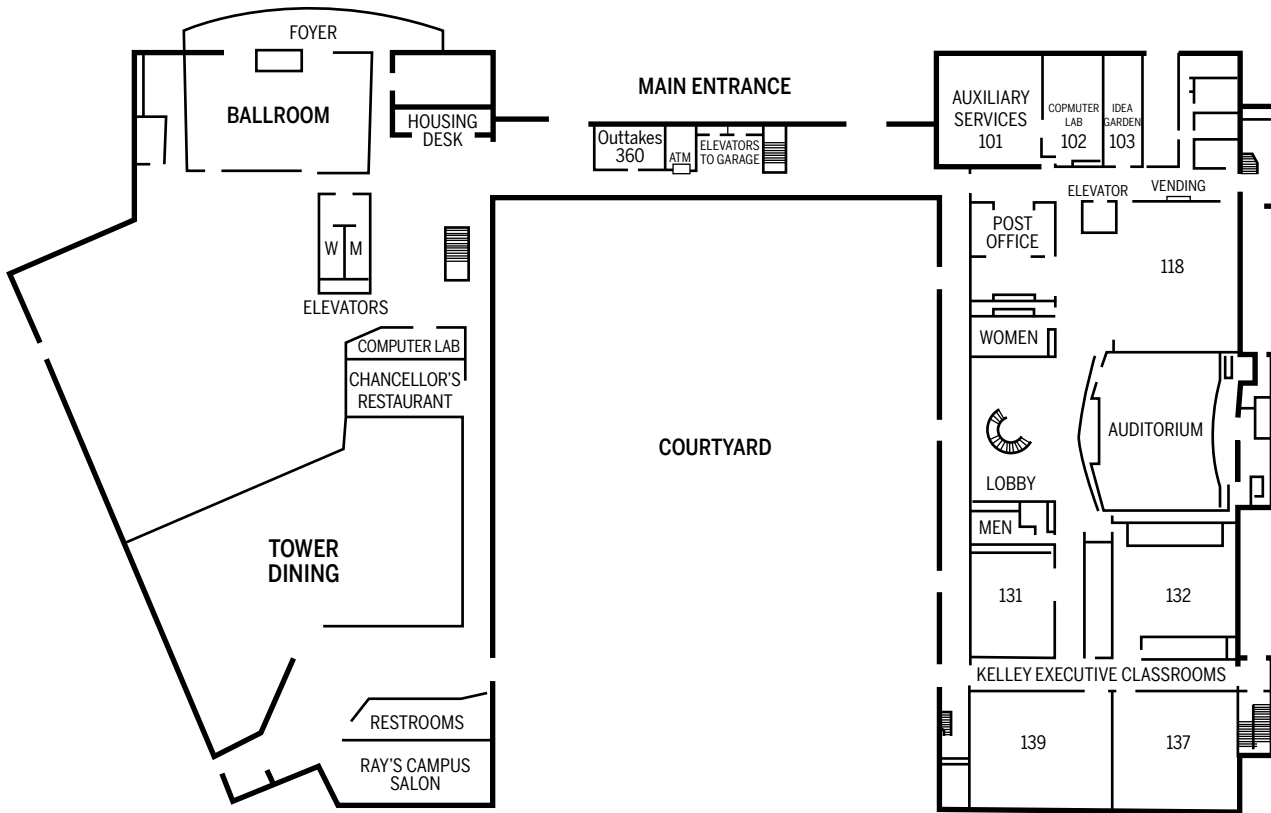 FOYER
BALLROOM
HOUSING
DESK
MAIN ENTRANCE
Outtakes
360
ATM
ELEVATORS
TO GARAGE
AUXILIARY
SERVICES
101
COPMUTER
LAB
102
IDEA
GARDEN
103
ELEVATOR
VENDING
POST
OFFICE
118
W M
ELEVATORS
COMPUTER LAB
CHANCELLOR'S
RESTAURANT
WOMEN
COURTYARD
AUDITORIUM
LOBBY
MEN
TOWER
DINING
131
132
KELLEY EXECUTIVE CLASSROOMS
RESTROOMS
RAY'S CAMPUS
SALON
139
137